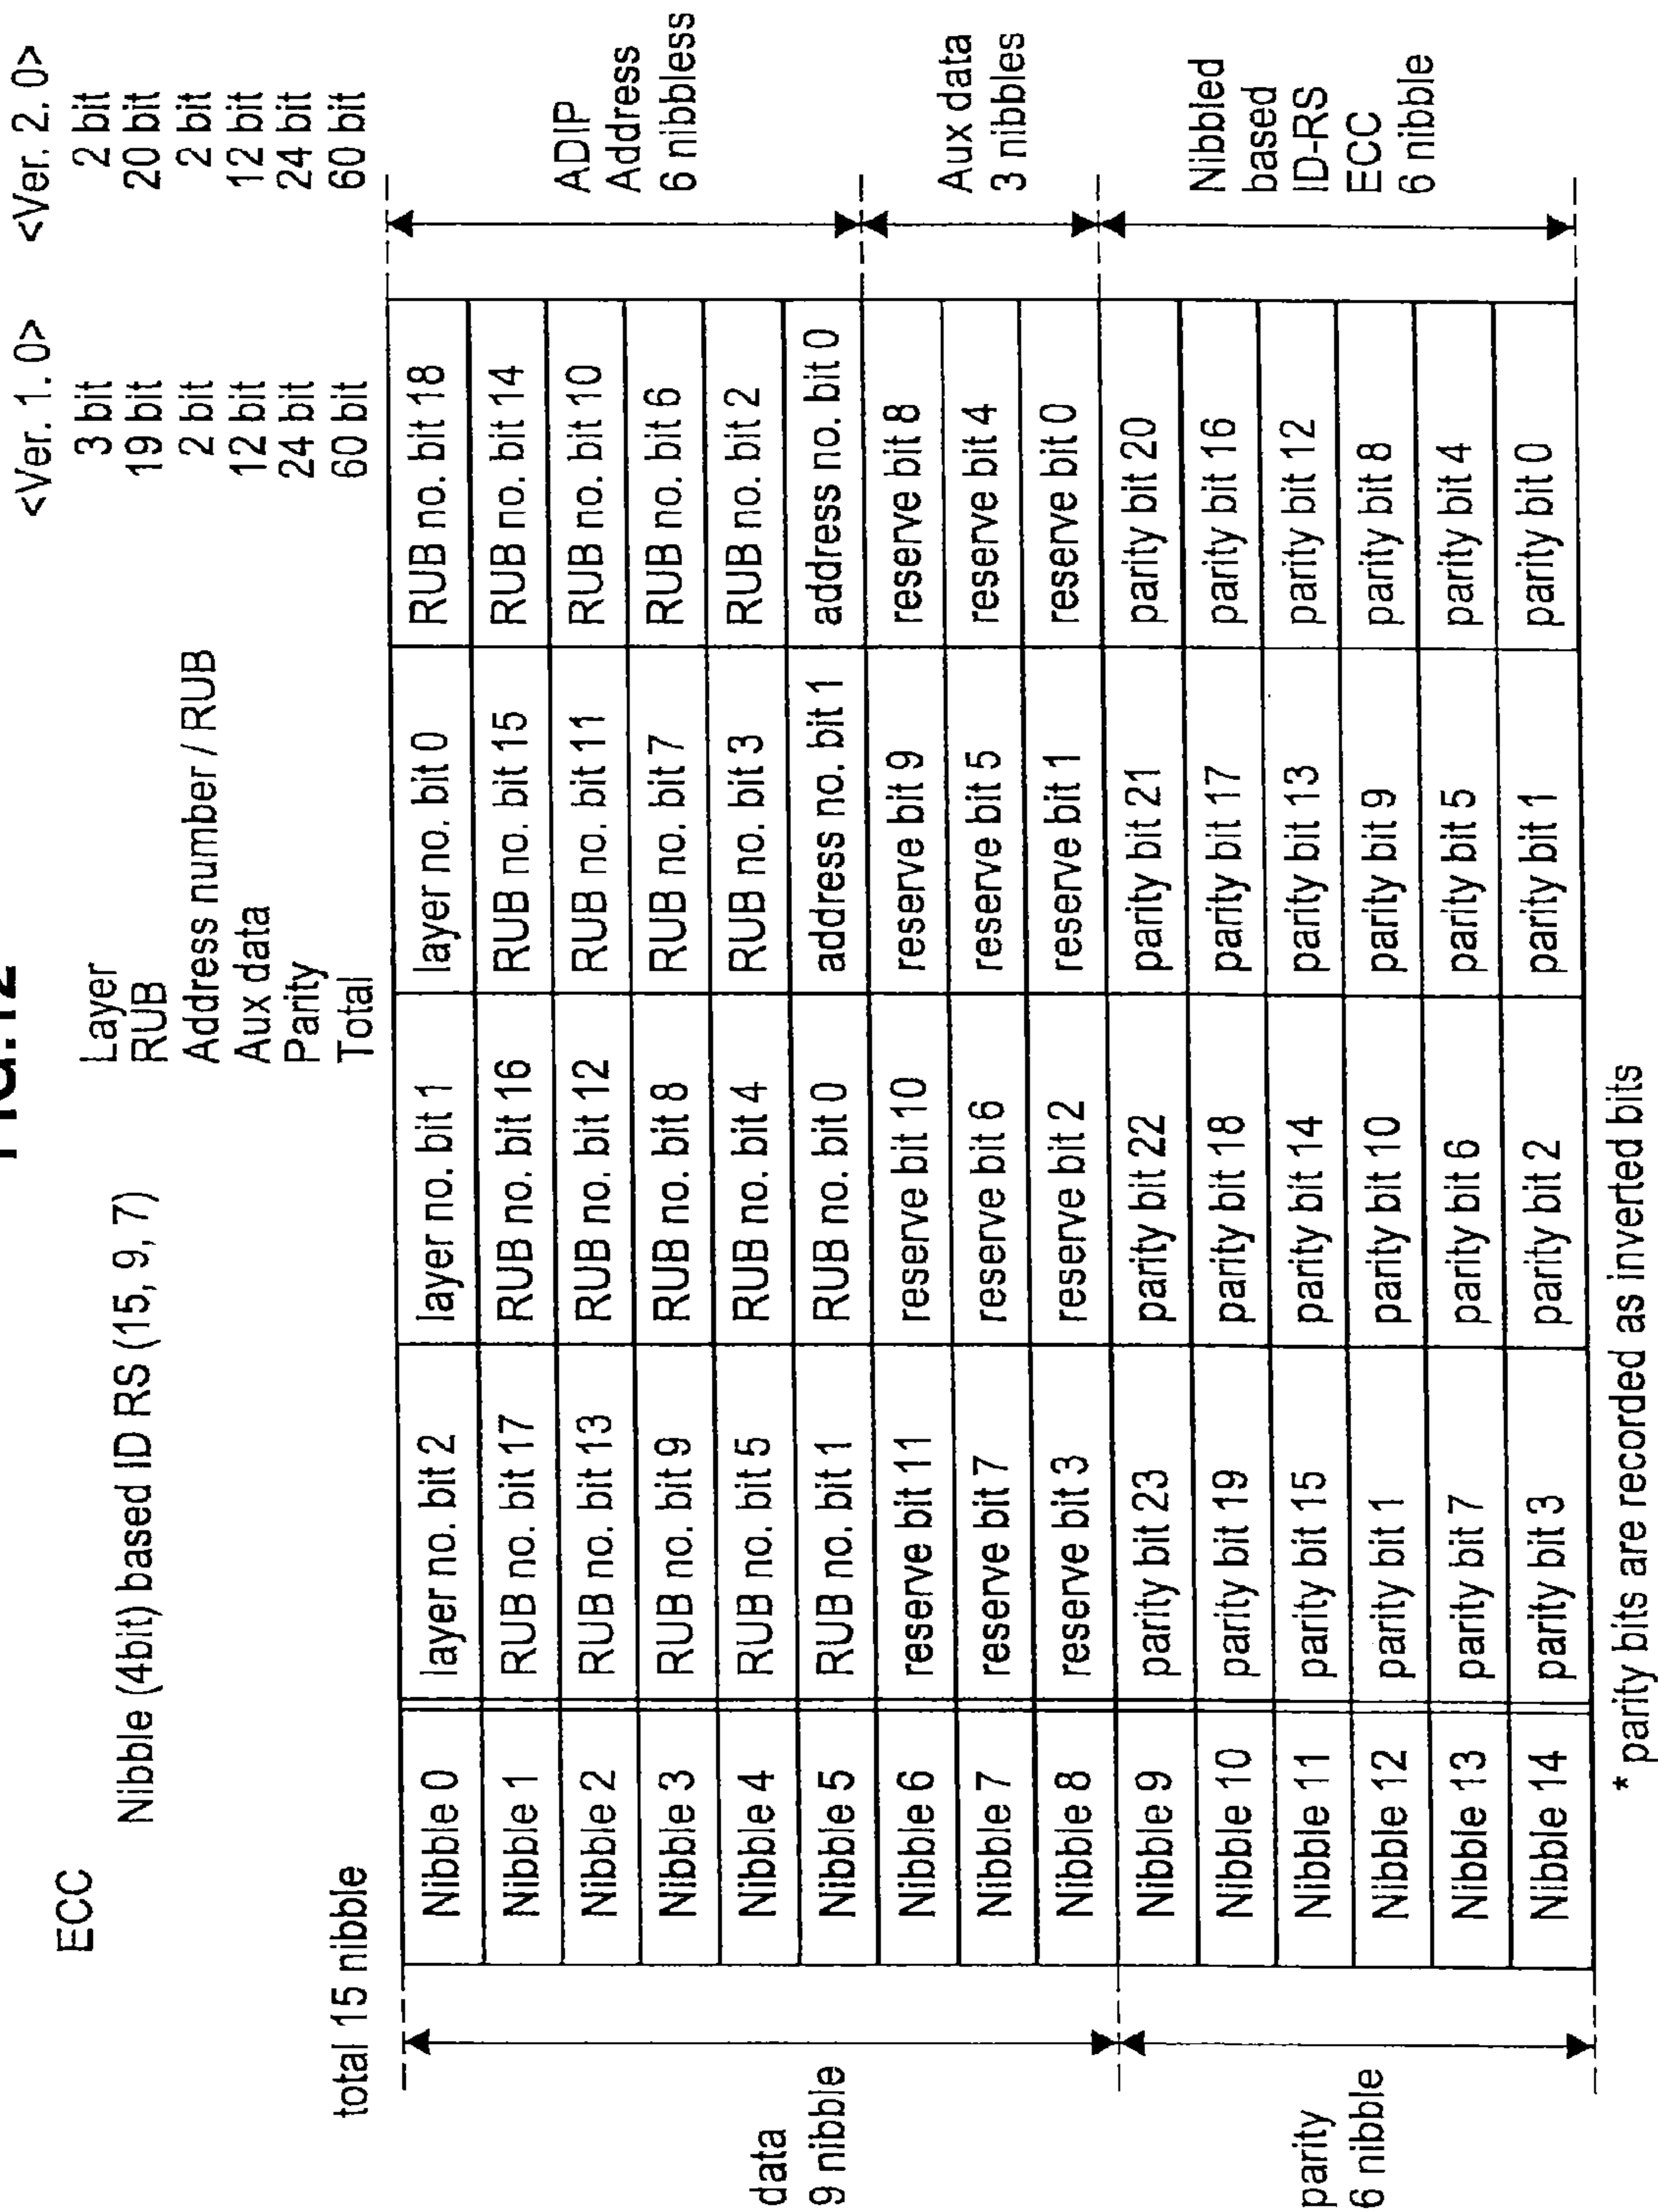 FIG.12
ECC
Nibble (4bit) based ID RS (15, 9, 7)
<Ver. 1. 0> <Ver. 2. 0>
Layer 3 bit 2 bit
RUB 19 bit 20 bit
Address number / RUB 2 bit 2 bit
Aux data 12 bit 12 bit
Parity 24 bit 24 bit
Total 60 bit 60 bit
total 15 nibble
Nibble 0 layer no. bit 2 layer no. bit 1 layer no. bit 0 RUB no. bit 18
Nibble 1 RUB no. bit 17 RUB no. bit 16 RUB no. bit 15 RUB no. bit 14
Nibble 2 RUB no. bit 13 RUB no. bit 12 RUB no. bit 11 RUB no. bit 10
Nibble 3 RUB no. bit 9 RUB no. bit 8 RUB no. bit 7 RUB no. bit 6
Nibble 4 RUB no. bit 5 RUB no. bit 4 RUB no. bit 3 RUB no. bit 2
Nibble 5 RUB no. bit 1 RUB no. bit 0 address no. bit 1 address no. bit 0
Nibble 6 reserve bit 11 reserve bit 10 reserve bit 9 reserve bit 8
Nibble 7 reserve bit 7 reserve bit 6 reserve bit 5 reserve bit 4
Nibble 8 reserve bit 3 reserve bit 2 reserve bit 1 reserve bit 0
Nibble 9 parity bit 23 parity bit 22 parity bit 21 parity bit 20
Nibble 10 parity bit 19 parity bit 18 parity bit 17 parity bit 16
Nibble 11 parity bit 15 parity bit 14 parity bit 13 parity bit 12
Nibble 12 parity bit 1 parity bit 10 parity bit 9 parity bit 8
Nibble 13 parity bit 7 parity bit 6 parity bit 5 parity bit 4
Nibble 14 parity bit 3 parity bit 2 parity bit 1 parity bit 0
data
9 nibble
parity
6 nibble
ADIP
Address
6 nibbless
Aux data
3 nibbles
Nibbled
based
ID-RS
ECC
6 nibble
* parity bits are recorded as inverted bits